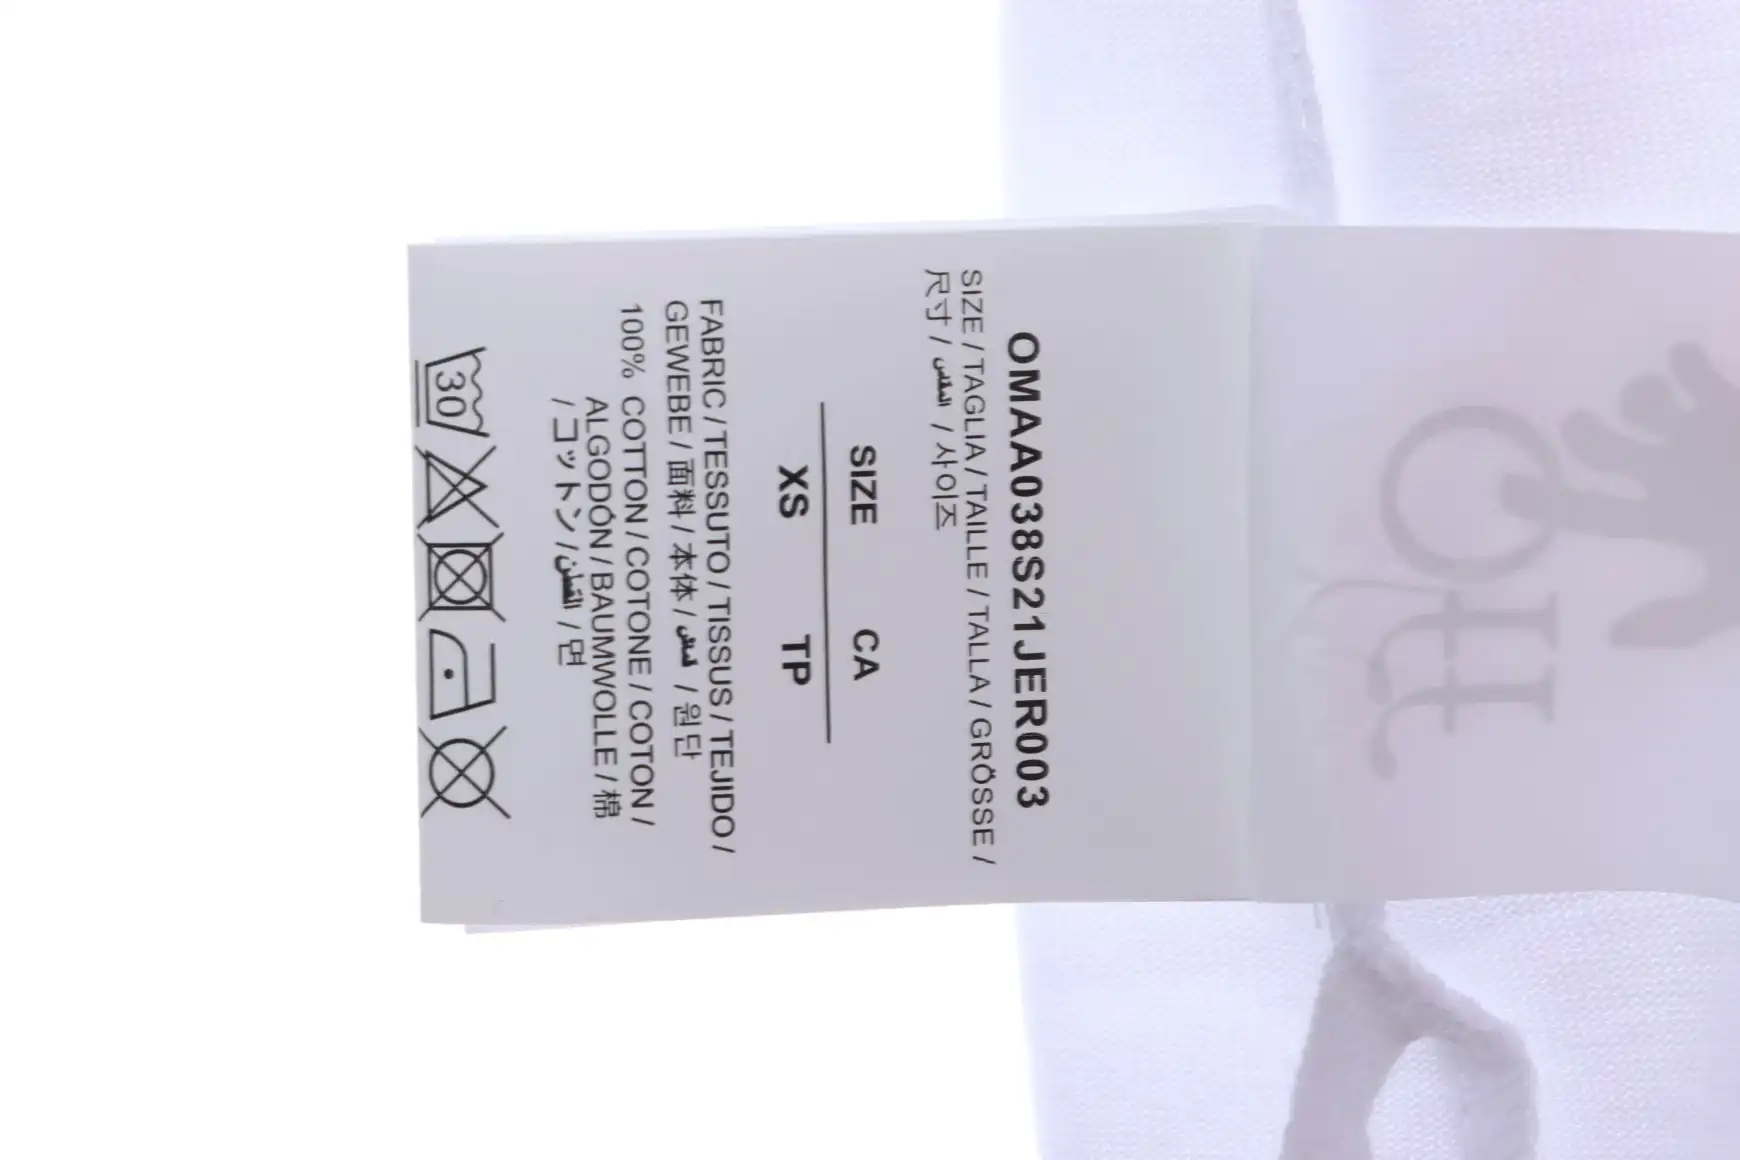 OMAA038S21JER003
SIZE / TAGLIA / TAILLE / TALLA / GRÖSSE /
尺寸 / المقاس / 사이즈
SIZE CA
XS TP
FABRIC / TESSUTO / TISSUS / TEJIDO /
GEWEBE / 面料 / 本体 / قماش / 원단
100% COTTON / COTONE / COTON /
ALGODÓN / BAUMWOLLE / 棉
/ コットン / القطن / 면
30